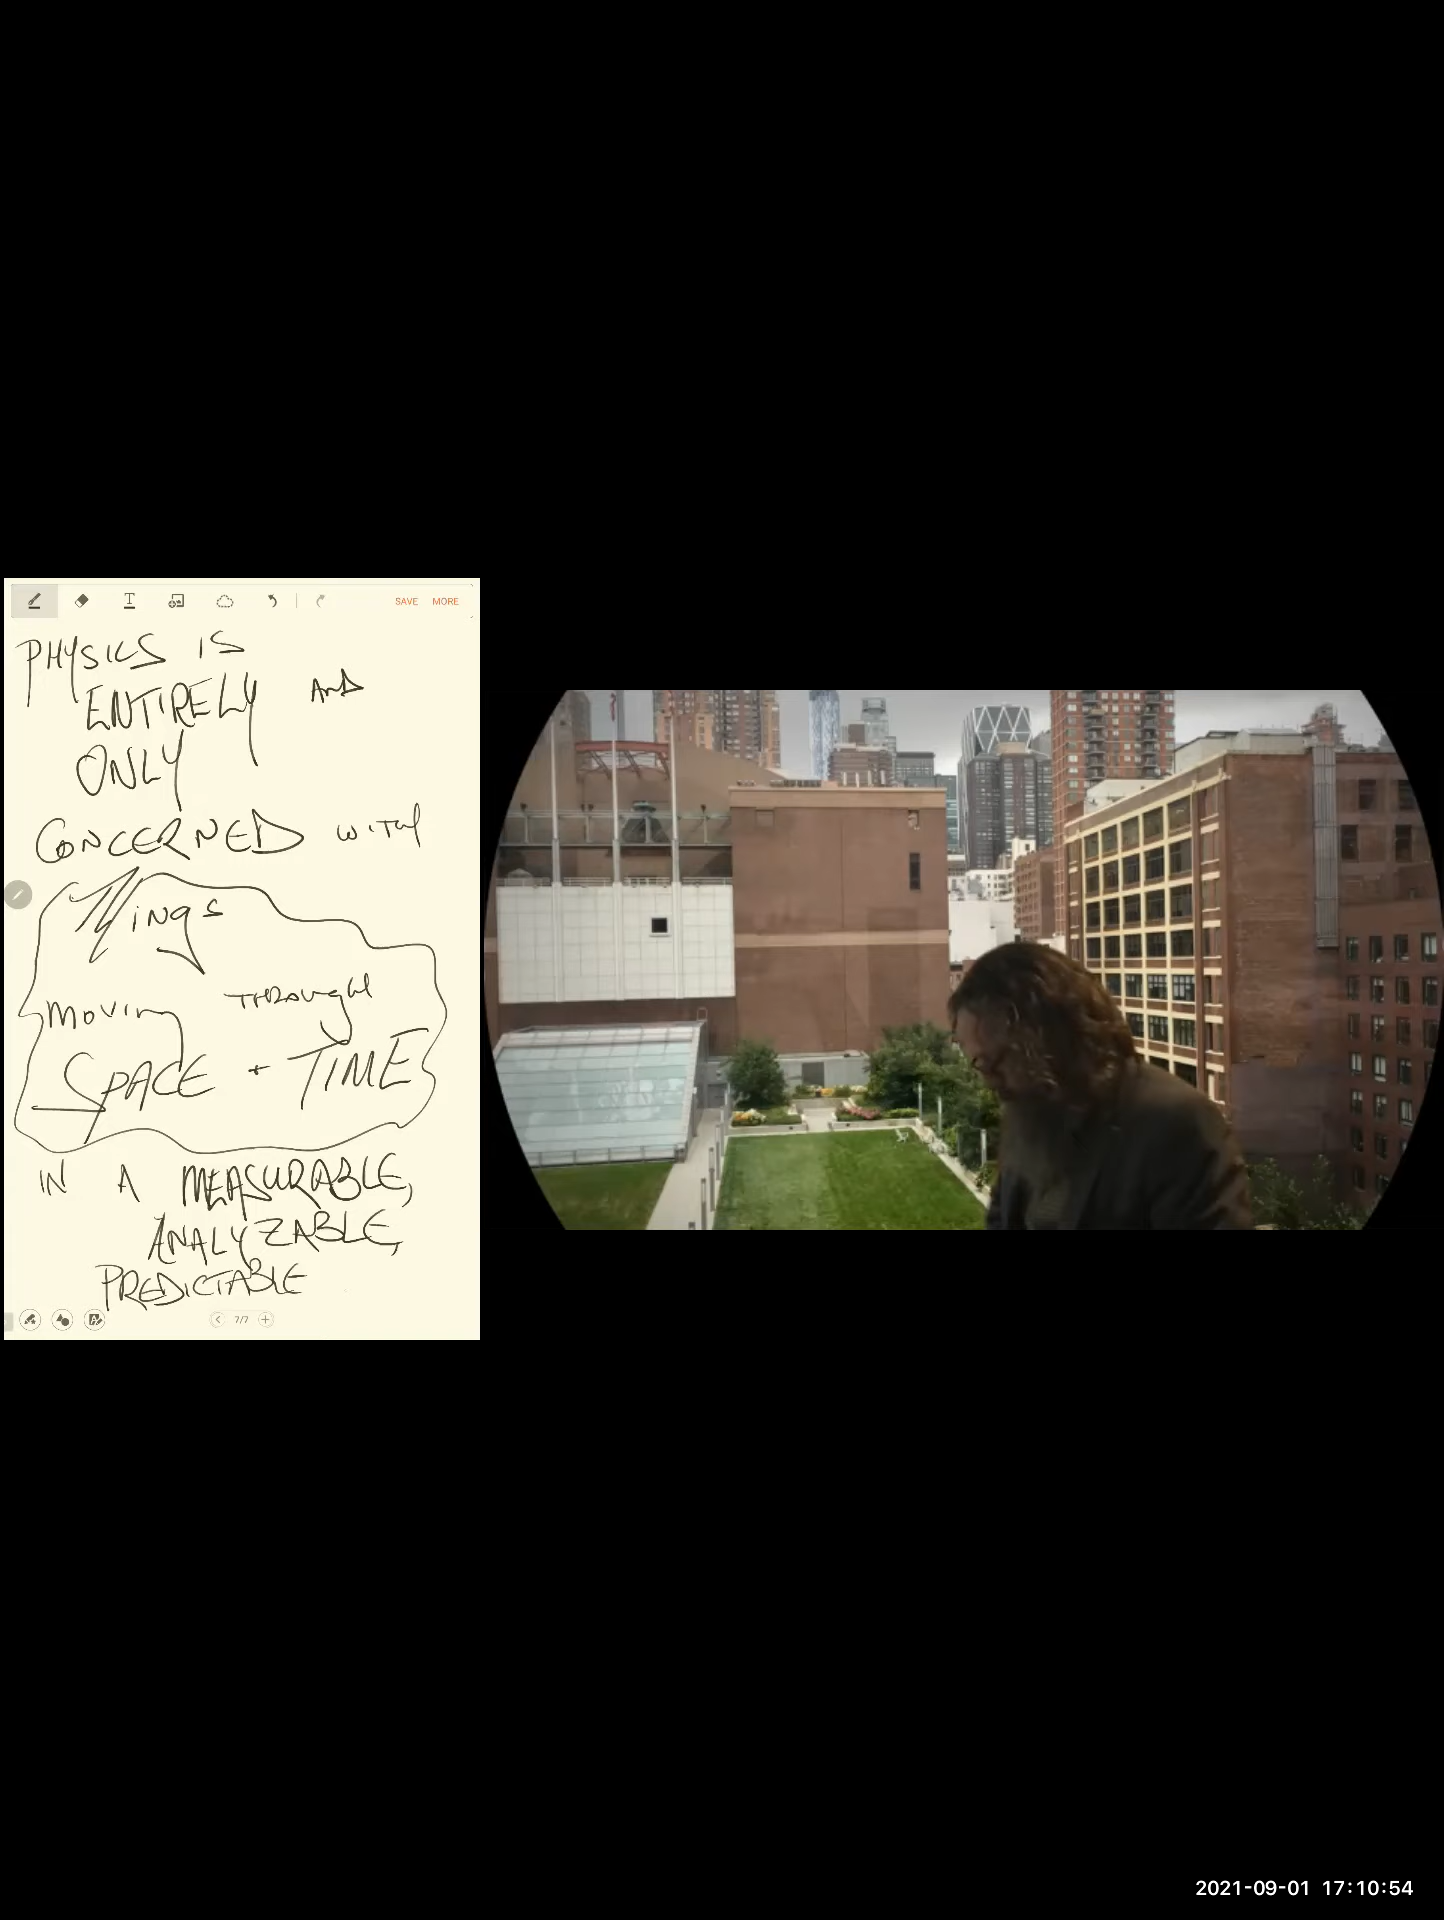 SAVE MORE
PHYSICS IS
ENTIRELY AND
ONLY
CONCERNED WITH
THINGS
MOVING THROUGH
SPACE + TIME
IN A MEASURABLE,
ANALYZABLE,
PREDICTABLE
7/7
2021-09-01 17:10:54